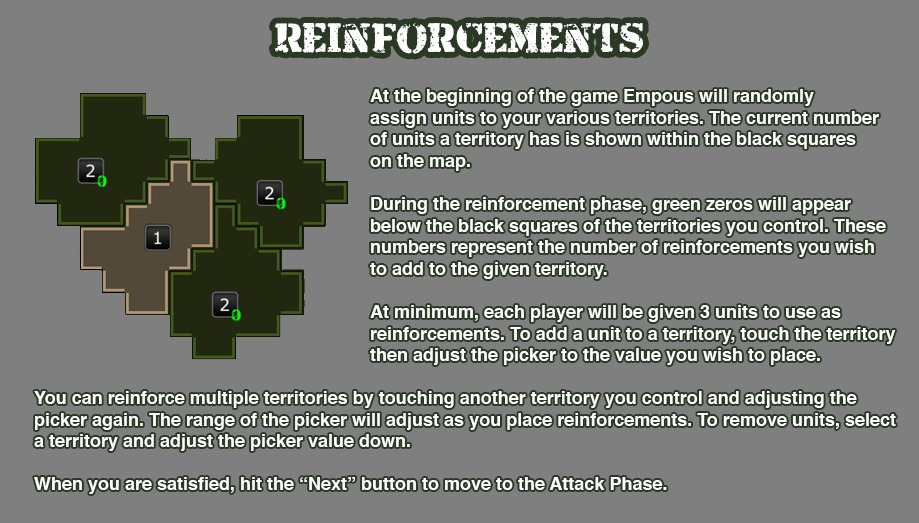 REINFORCEMENTS
At the beginning of the game Empous will randomly
assign units to your various territories. The current number
of units a territory has is shown within the black squares
on the map.
During the reinforcement phase, green zeros will appear
below the black squares of the territories you control. These
numbers represent the number of reinforcements you wish
to add to the given territory.
At minimum, each player will be given 3 units to use as
reinforcements. To add a unit to a territory, touch the territory
then adjust the picker to the value you wish to place.
2
0
2
0
1
2
0
You can reinforce multiple territories by touching another territory you control and adjusting the
picker again. The range of the picker will adjust as you place reinforcements. To remove units, select
a territory and adjust the picker value down.
When you are satisfied, hit the “Next” button to move to the Attack Phase.